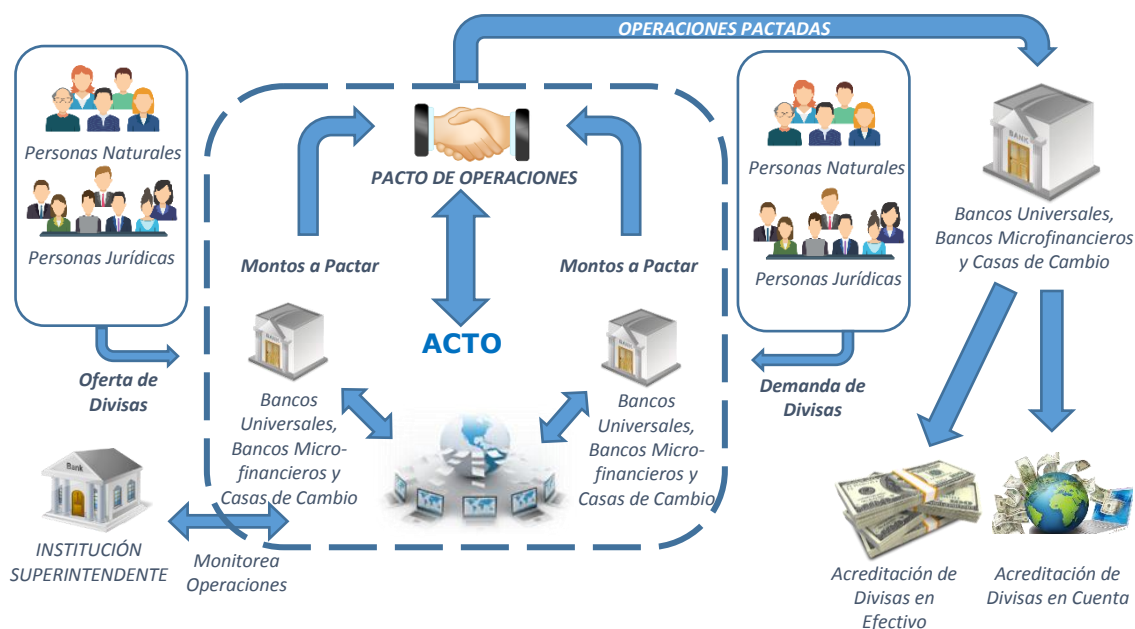 OPERACIONES PACTADAS
Personas Naturales
Personas Jurídicas
Oferta de
Divisas
PACTO DE OPERACIONES
Montos a Pactar
Montos a Pactar
ACTO
BANK
Bancos
Universales,
Bancos Micro-
financieros y
Casas de Cambio
BANK
Bancos
Universales,
Bancos Micro-
financieros y
Casas de Cambio
Personas Naturales
Personas Jurídicas
Demanda de
Divisas
BANK
Bancos Universales,
Bancos Microfinancieros
y Casas de Cambio
Bank
INSTITUCIÓN
SUPERINTENDENTE
Monitorea
Operaciones
Acreditación de
Divisas en
Efectivo
Acreditación de
Divisas en Cuenta